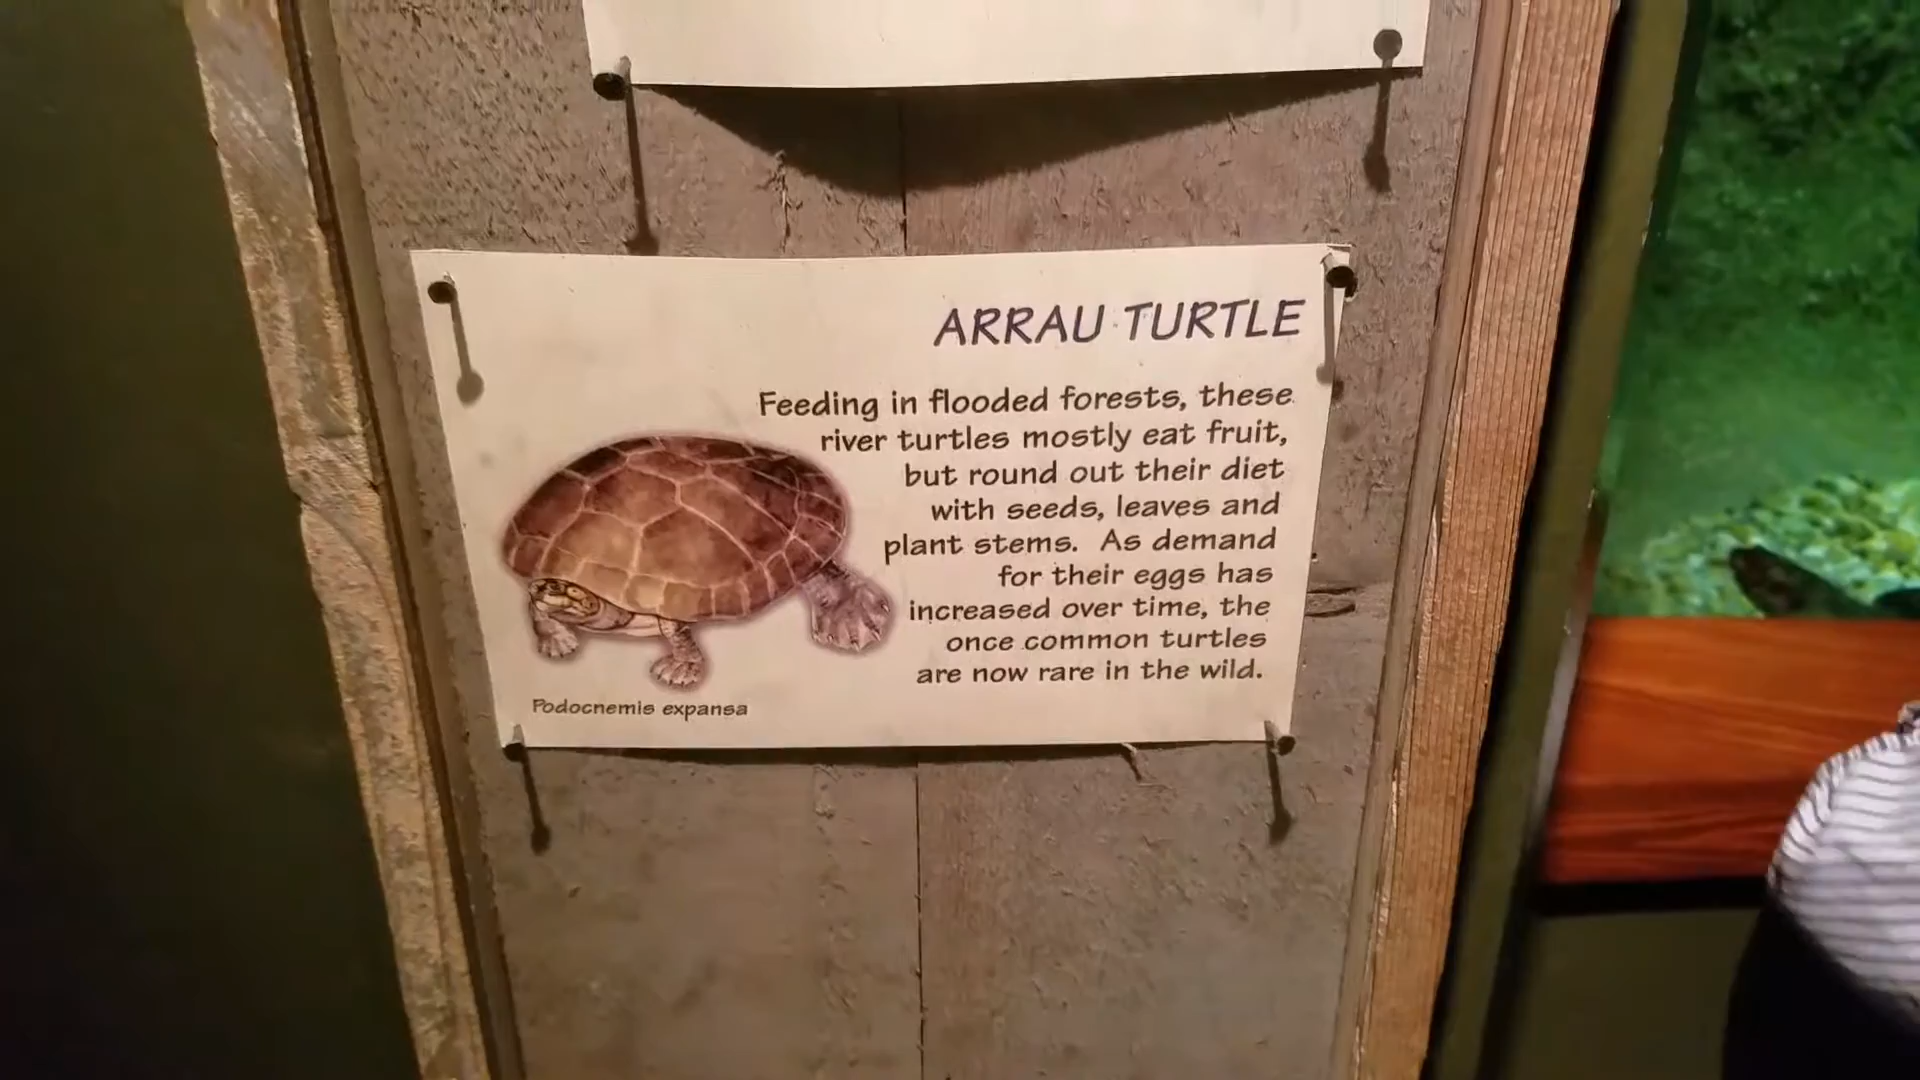 ARRAU TURTLE
Feeding in flooded forests, these
river turtles mostly eat fruit,
but round out their diet
with seeds, leaves and
plant stems. As demand
for their eggs has
increased over time, the
once common turtles
are now rare in the wild.
Podocnemis expansa